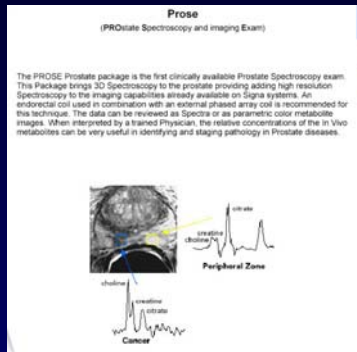 Prose
(PROstate Spectroscopy and imaging Exam)
The PROSE Prostate package is the first clinically available Prostate Spectroscopy exam.
This Package brings 3D Spectroscopy to the prostate providing adding high resolution
Spectroscopy to the imaging capabilities already available on Signa systems. An
endorectal coil used in combination with an external phased array coil is recommended for
this technique. The data can be reviewed as Spectra or as parametric color metabolite
images. When interpreted by a trained Physician, the relative concentrations of the In Vivo
metabolites can be very useful in identifying and staging pathology in Prostate diseases.
citrate
creatine
choline
Peripheral Zone
choline
creatine
citrate
Cancer